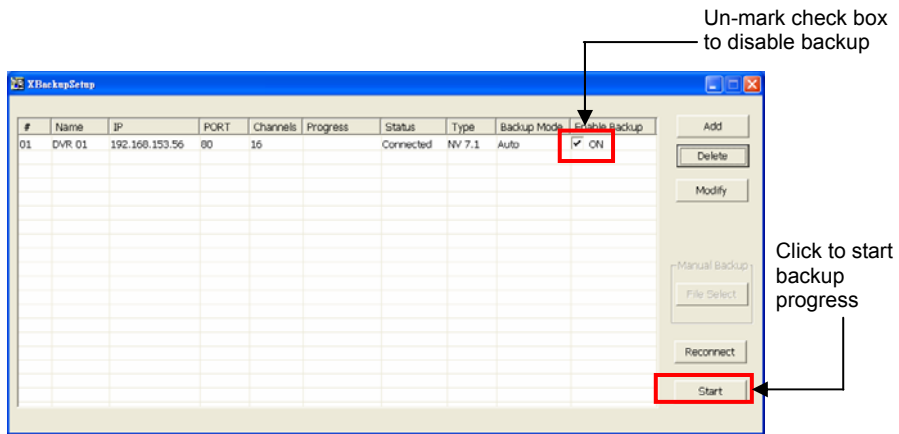 Un-mark check box
to disable backup
XBackupSetup
# Name IP PORT Channels Progress Status Type Backup Mode Enable Backup
01 DVR 01 192.168.153.56 80 16 Connected NV 7.1 Auto ON
Add
Delete
Modify
Manual Backup
File Select
Reconnect
Start
Click to start
backup
progress